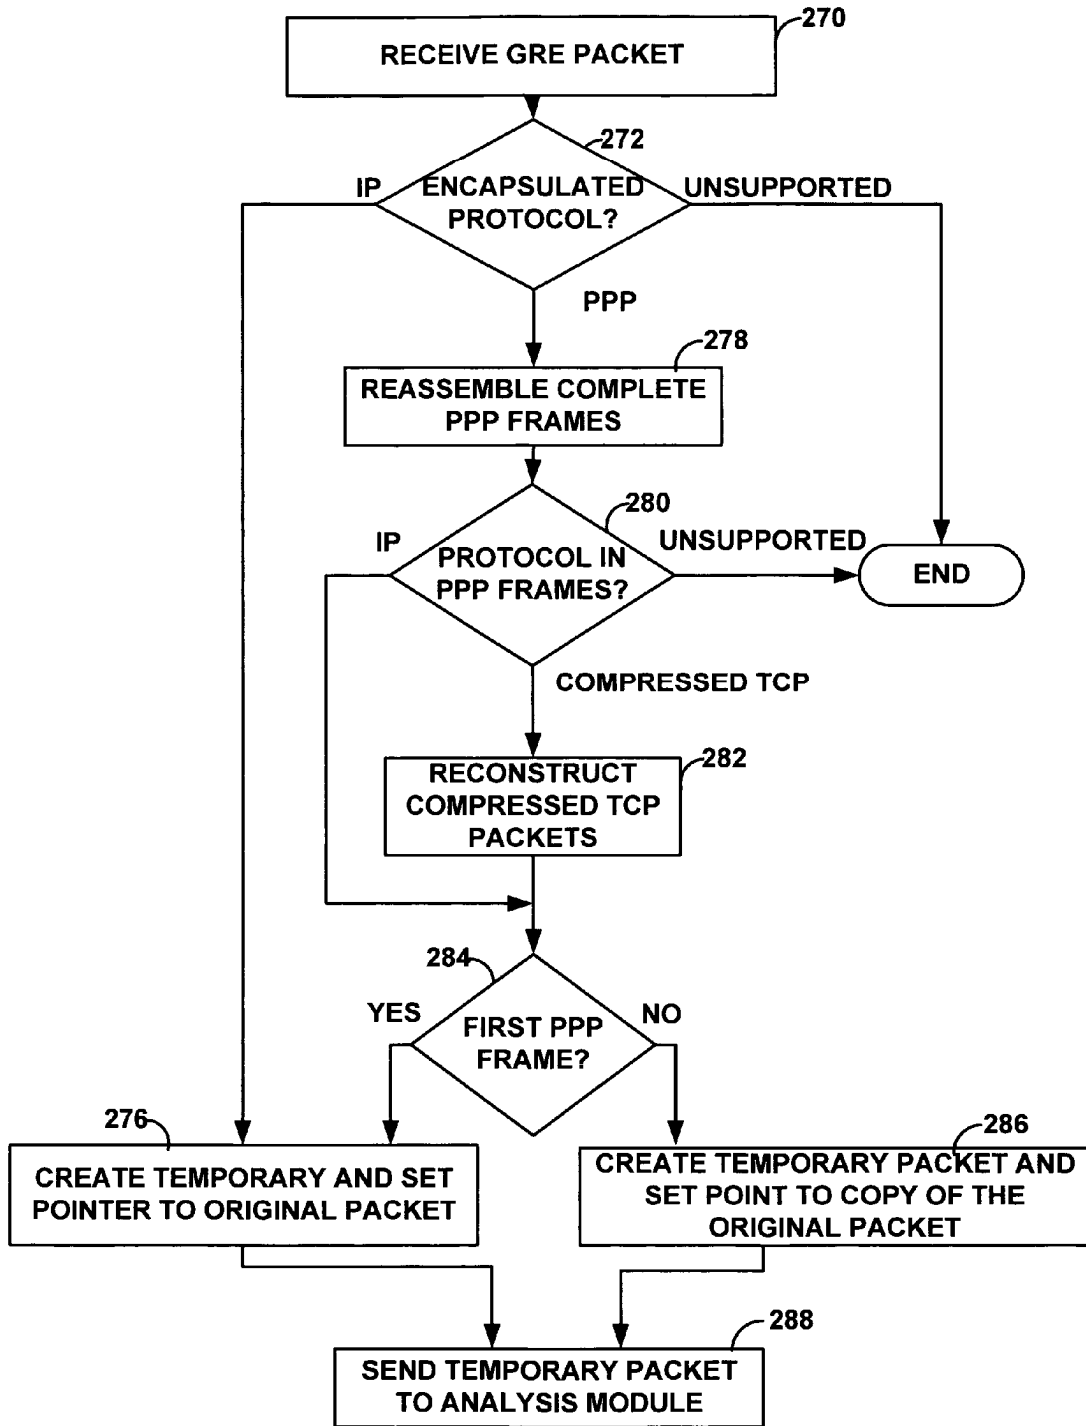 270
RECEIVE GRE PACKET
272
IP
ENCAPSULATED
PROTOCOL?
UNSUPPORTED
PPP
278
REASSEMBLE COMPLETE
PPP FRAMES
280
IP
PROTOCOL IN
PPP FRAMES?
UNSUPPORTED
END
COMPRESSED TCP
282
RECONSTRUCT
COMPRESSED TCP
PACKETS
284
YES
FIRST PPP
FRAME?
NO
276
CREATE TEMPORARY AND SET
POINTER TO ORIGINAL PACKET
286
CREATE TEMPORARY PACKET AND
SET POINT TO COPY OF THE
ORIGINAL PACKET
288
SEND TEMPORARY PACKET
TO ANALYSIS MODULE